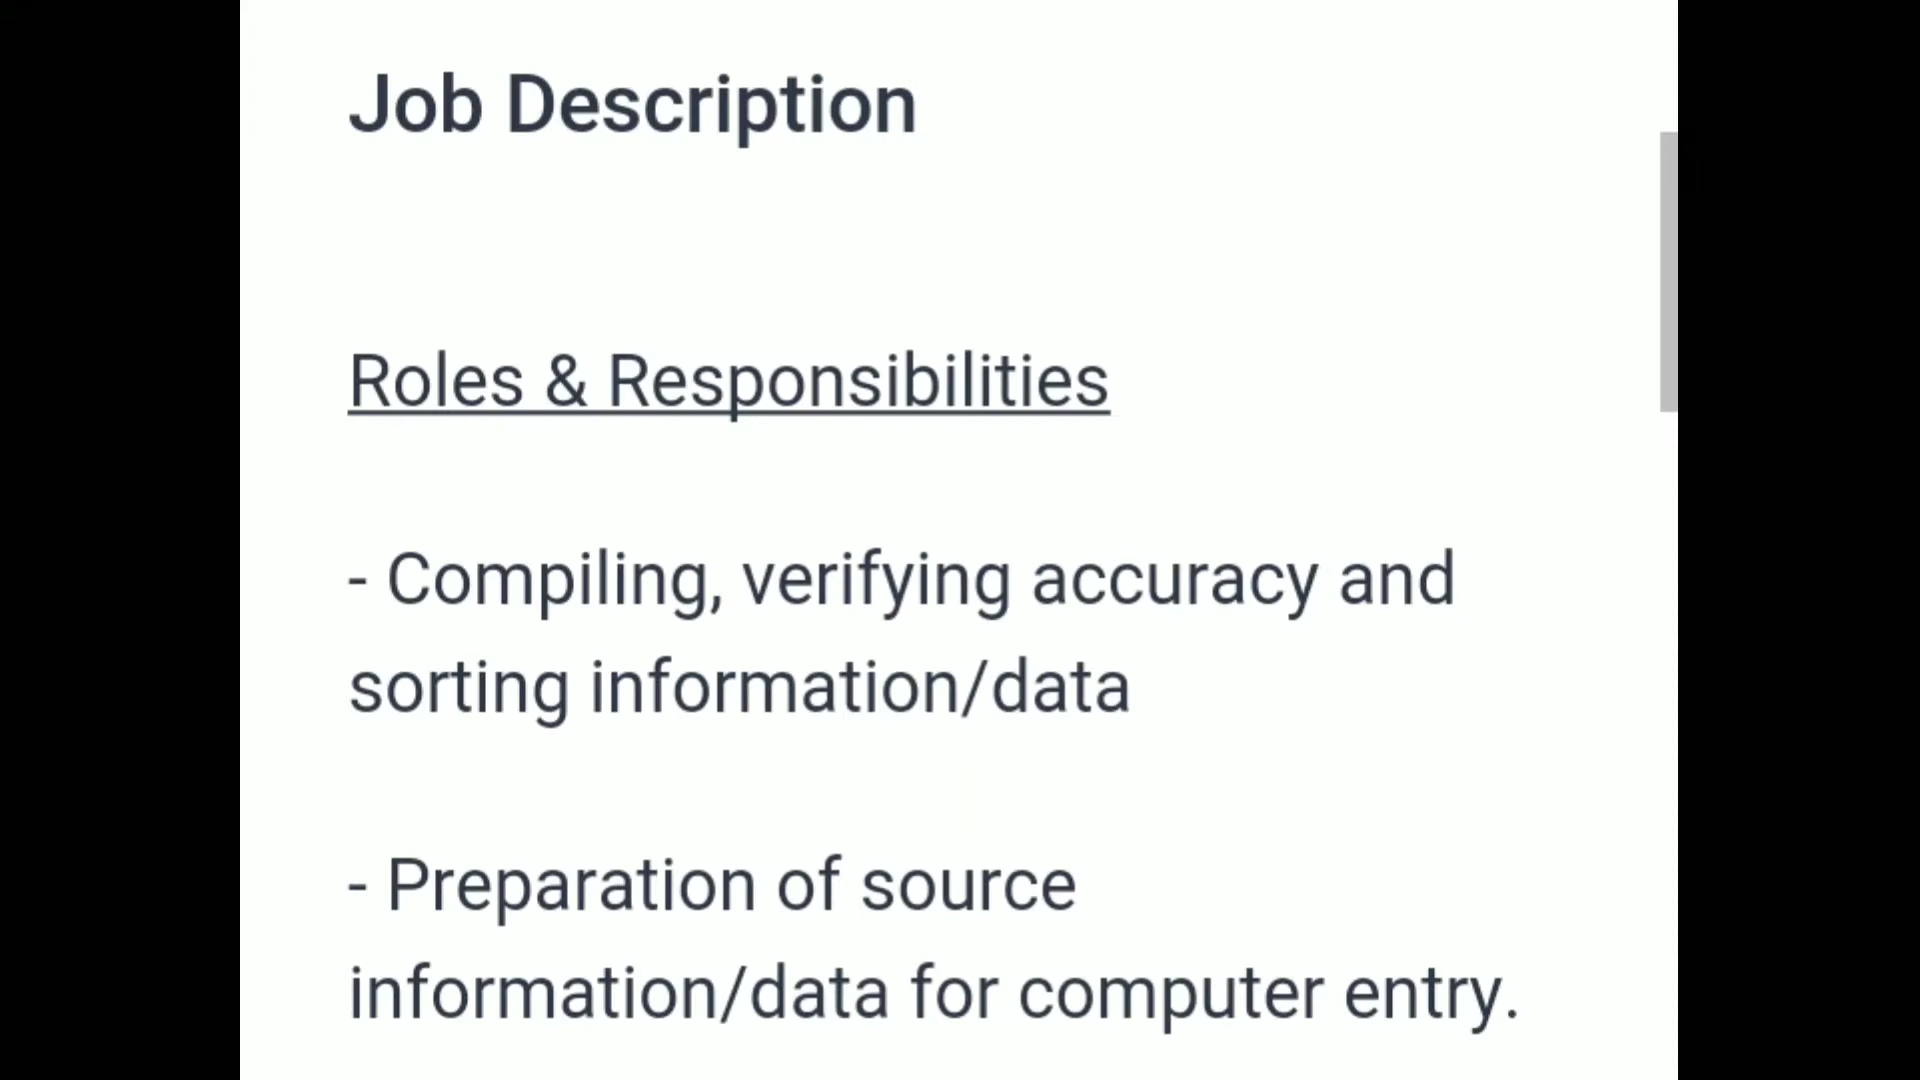 Job Description
Roles & Responsibilities
- Compiling, verifying accuracy and
sorting information/data
- Preparation of source
information/data for computer entry.